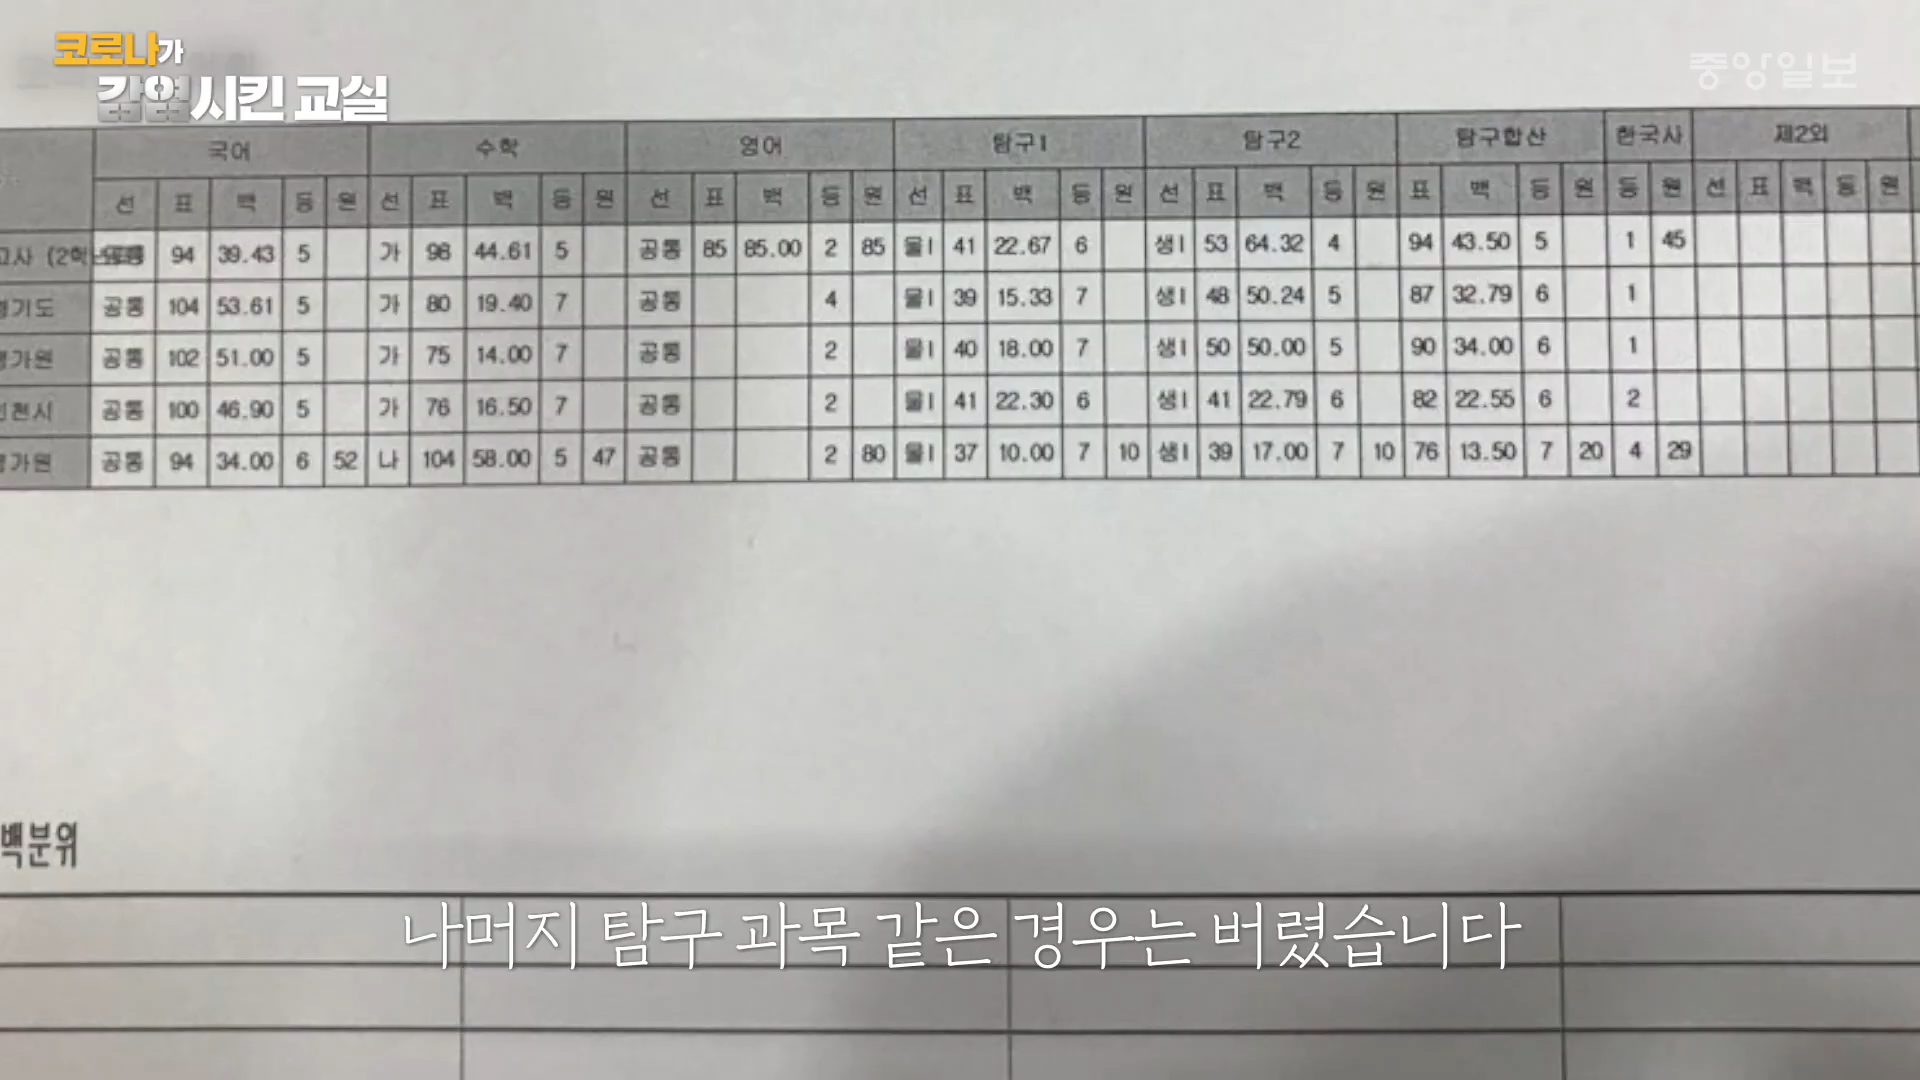 코로나가
감염시킨 교실
중앙일보
국어 수학 영어 탐구1 탐구2 탐구합산 한국사 제2외
선 표 백 등 원 선 표 백 등 원 선 표 백 등 원 선 표 백 등 원 선 표 백 등 원 표 백 등 원 등 원 선 표 백 등 원
고사 (2학 공통 94 39.43 5 가 98 44.61 5 공통 85 85.00 2 85 물I 41 22.67 6 생I 53 64.32 4 94 43.50 5 1 45
경기도 공통 104 53.61 5 가 80 19.40 7 공통 4 물I 39 15.33 7 생I 48 50.24 5 87 32.79 6 1
평가원 공통 102 51.00 5 가 75 14.00 7 공통 2 물I 40 18.00 7 생I 50 50.00 5 90 34.00 6 1
인천시 공통 100 46.90 5 가 76 16.50 7 공통 2 물I 41 22.30 6 생I 41 22.79 6 82 22.55 6 2
평가원 공통 94 34.00 6 52 나 104 58.00 5 47 공통 2 80 물I 37 10.00 7 10 생I 39 17.00 7 10 76 13.50 7 20 4 29
백분위
나머지 탐구 과목 같은 경우는 버렸습니다